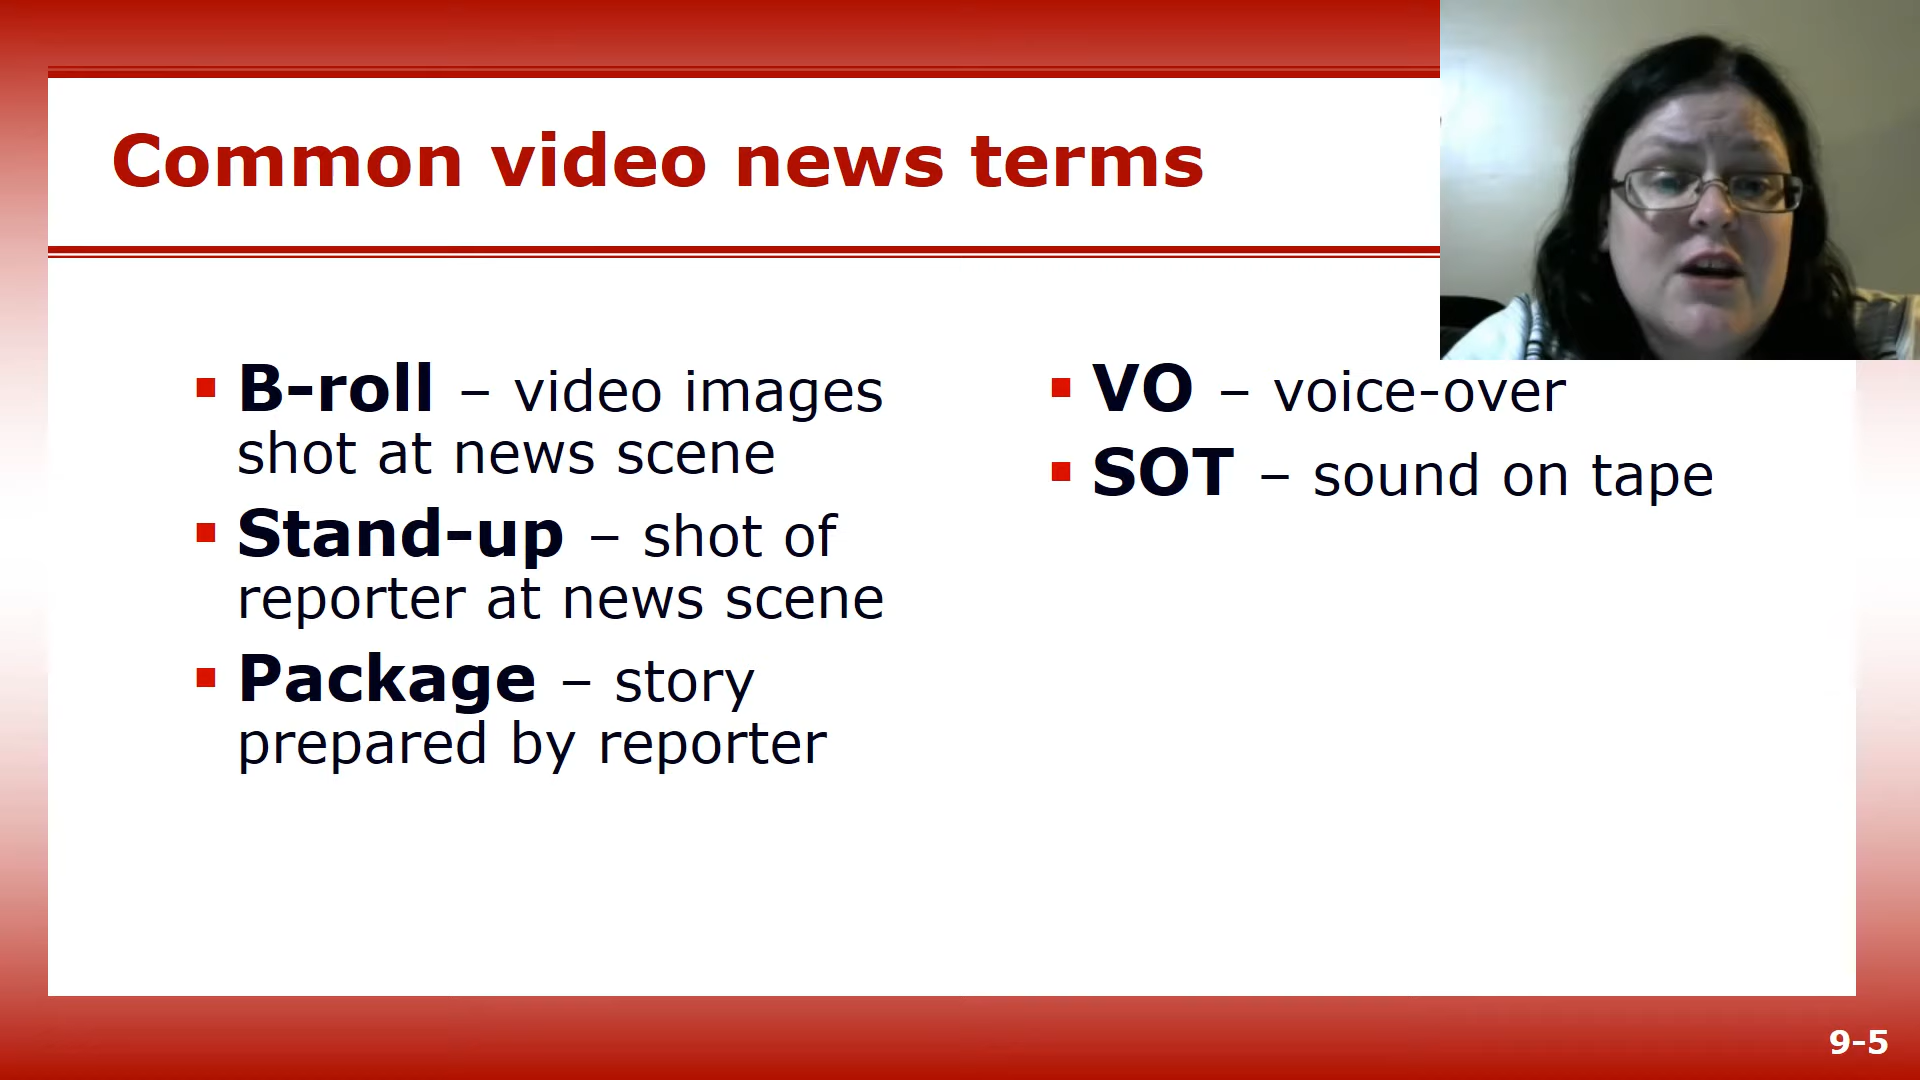 Common video news terms
B-roll – video images
shot at news scene
Stand-up – shot of
reporter at news scene
Package – story
prepared by reporter
VO – voice-over
SOT – sound on tape
9-5